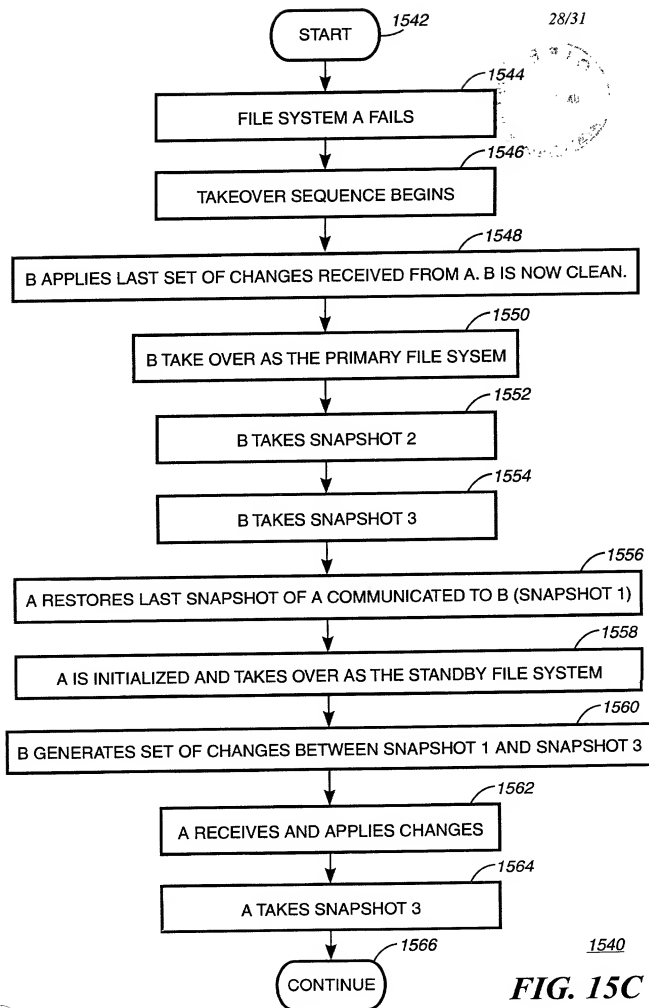 28/31
START
1542
1544
FILE SYSTEM A FAILS
1546
TAKEOVER SEQUENCE BEGINS
1548
B APPLIES LAST SET OF CHANGES RECEIVED FROM A. B IS NOW CLEAN.
1550
B TAKE OVER AS THE PRIMARY FILE SYSEM
1552
B TAKES SNAPSHOT 2
1554
B TAKES SNAPSHOT 3
1556
A RESTORES LAST SNAPSHOT OF A COMMUNICATED TO B (SNAPSHOT 1)
1558
A IS INITIALIZED AND TAKES OVER AS THE STANDBY FILE SYSTEM
1560
B GENERATES SET OF CHANGES BETWEEN SNAPSHOT 1 AND SNAPSHOT 3
1562
A RECEIVES AND APPLIES CHANGES
1564
A TAKES SNAPSHOT 3
1566
CONTINUE
1540
FIG. 15C